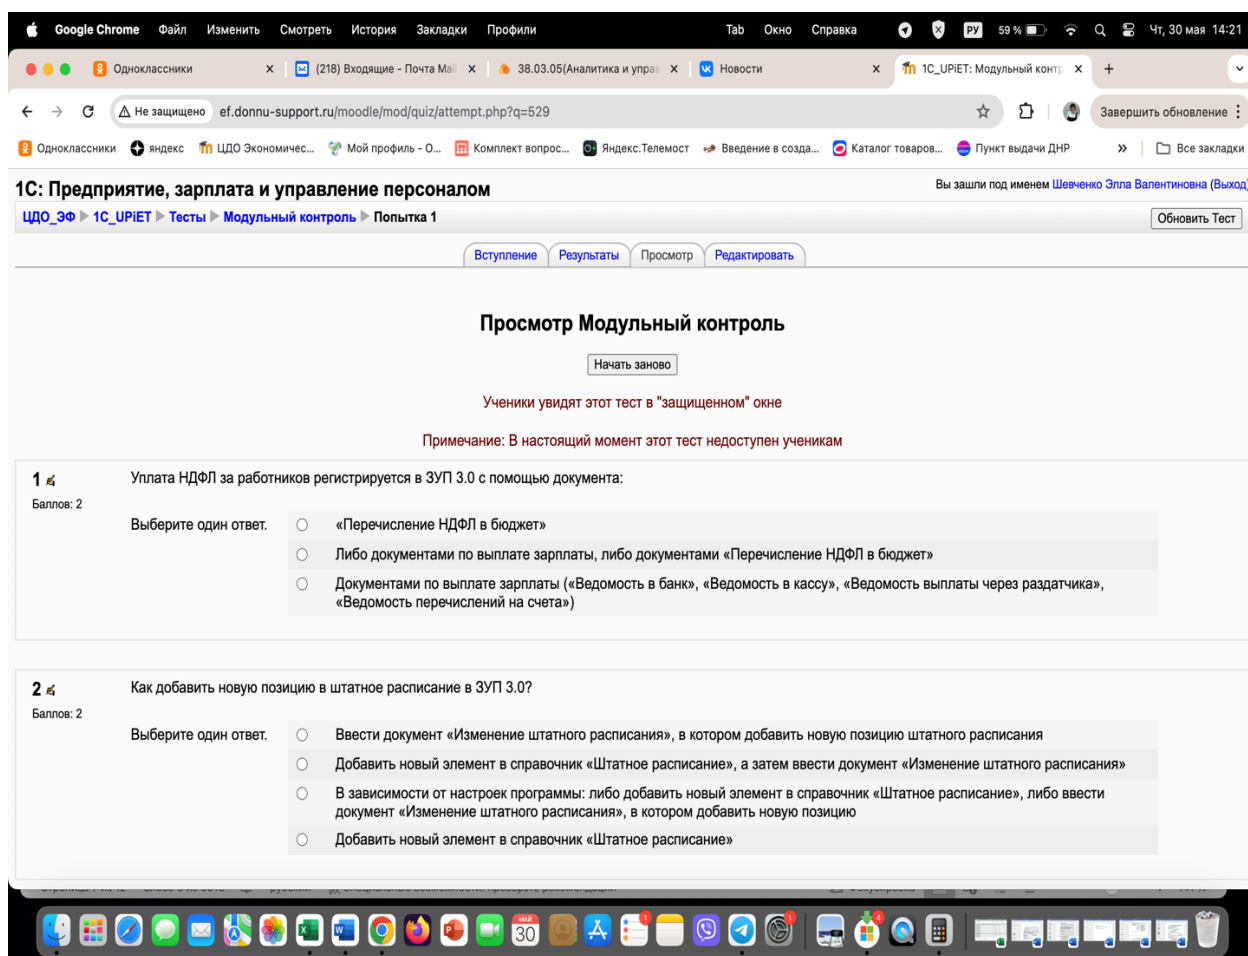 Google Chrome Файл Изменить Смотреть История Закладки Профили Tab Окно Справка РУ 59 % Чт, 30 мая 14:21
Одноклассники × (218) Входящие - Почта Mai × 38.03.05(Аналитика и управ × Новости × 1C_UPiET: Модульный контр × +
Не защищено ef.donnu-support.ru/moodle/mod/quiz/attempt.php?q=529 Завершить обновление
Одноклассники яндекс ЦДО Экономичес... Мой профиль - О... Комплект вопрос... Яндекс.Телемост Введение в созда... Каталог товаров... Пункт выдачи ДНР » Все закладки
1С: Предприятие, зарплата и управление персоналом
Вы зашли под именем Шевченко Элла Валентиновна (Выход)
ЦДО_ЭФ ▶ 1C_UPiET ▶ Тесты ▶ Модульный контроль ▶ Попытка 1
Обновить Тест
Вступление Результаты Просмотр Редактировать
Просмотр Модульный контроль
Начать заново
Ученики увидят этот тест в "защищенном" окне
Примечание: В настоящий момент этот тест недоступен ученикам
1 Уплата НДФЛ за работников регистрируется в ЗУП 3.0 с помощью документа:
Баллов: 2
Выберите один ответ. «Перечисление НДФЛ в бюджет»
Либо документами по выплате зарплаты, либо документами «Перечисление НДФЛ в бюджет»
Документами по выплате зарплаты («Ведомость в банк», «Ведомость в кассу», «Ведомость выплаты через раздатчика»,
«Ведомость перечислений на счета»)
2 Как добавить новую позицию в штатное расписание в ЗУП 3.0?
Баллов: 2
Выберите один ответ. Ввести документ «Изменение штатного расписания», в котором добавить новую позицию штатного расписания
Добавить новый элемент в справочник «Штатное расписание», а затем ввести документ «Изменение штатного расписания»
В зависимости от настроек программы: либо добавить новый элемент в справочник «Штатное расписание», либо ввести
документ «Изменение штатного расписания», в котором добавить новую позицию
Добавить новый элемент в справочник «Штатное расписание»
МАЙ
30
1
1
4